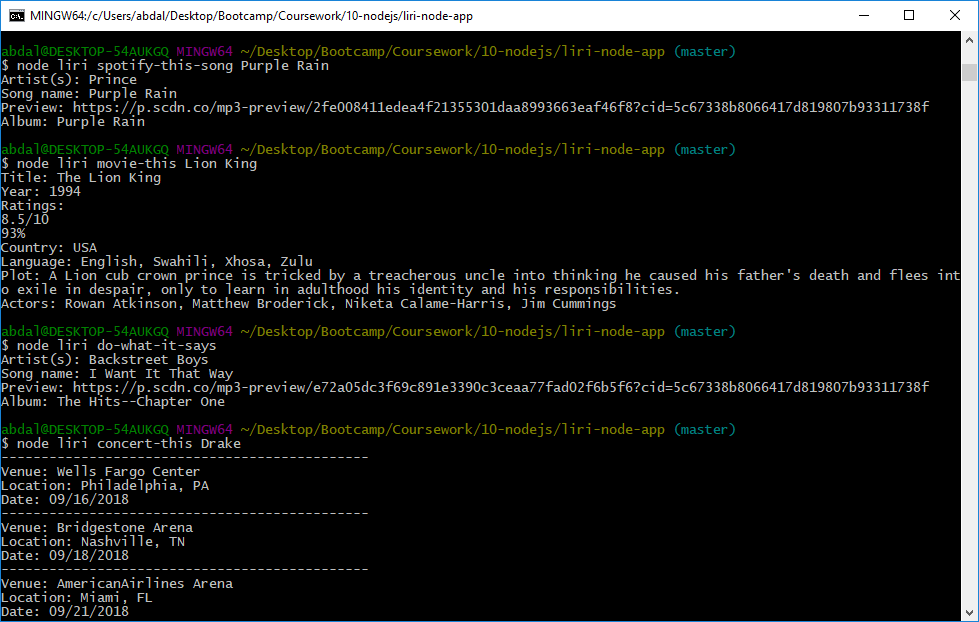 MINGW64:/c/Users/abdal/Desktop/Bootcamp/Coursework/10-nodejs/liri-node-app
abdal@DESKTOP-54AUKGQ MINGW64 ~/Desktop/Bootcamp/Coursework/10-nodejs/liri-node-app (master)
$ node liri spotify-this-song Purple Rain
Artist(s): Prince
Song name: Purple Rain
Preview: https://p.scdn.co/mp3-preview/2fe008411edea4f21355301daa8993663eaf46f8?cid=5c67338b8066417d819807b93311738f
Album: Purple Rain
abdal@DESKTOP-54AUKGQ MINGW64 ~/Desktop/Bootcamp/Coursework/10-nodejs/liri-node-app (master)
$ node liri movie-this Lion King
Title: The Lion King
Year: 1994
Ratings:
8.5/10
93%
Country: USA
Language: English, Swahili, Xhosa, Zulu
Plot: A Lion cub crown prince is tricked by a treacherous uncle into thinking he caused his father's death and flees int
o exile in despair, only to learn in adulthood his identity and his responsibilities.
Actors: Rowan Atkinson, Matthew Broderick, Niketa Calame-Harris, Jim Cummings
abdal@DESKTOP-54AUKGQ MINGW64 ~/Desktop/Bootcamp/Coursework/10-nodejs/liri-node-app (master)
$ node liri do-what-it-says
Artist(s): Backstreet Boys
Song name: I Want It That Way
Preview: https://p.scdn.co/mp3-preview/e72a05dc3f69c891e3390c3ceaa77fad02f6b5f6?cid=5c67338b8066417d819807b93311738f
Album: The Hits--Chapter One
abdal@DESKTOP-54AUKGQ MINGW64 ~/Desktop/Bootcamp/Coursework/10-nodejs/liri-node-app (master)
$ node liri concert-this Drake
-----------------------------------------------
Venue: Wells Fargo Center
Location: Philadelphia, PA
Date: 09/16/2018
-----------------------------------------------
Venue: Bridgestone Arena
Location: Nashville, TN
Date: 09/18/2018
-----------------------------------------------
Venue: AmericanAirlines Arena
Location: Miami, FL
Date: 09/21/2018